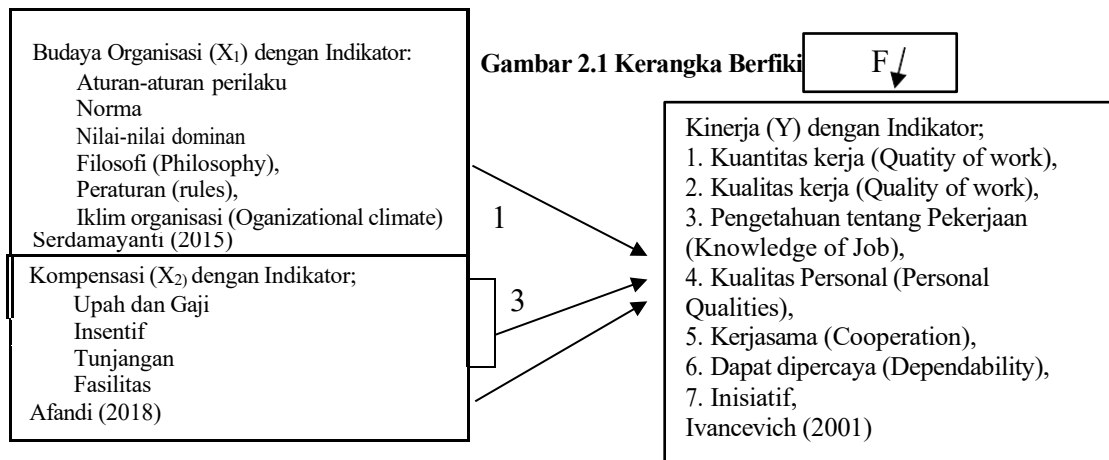 Budaya Organisasi (X1) dengan Indikator:
Aturan-aturan perilaku
Norma
Nilai-nilai dominan
Filosofi (Philosophy),
Peraturan (rules),
Iklim organisasi (Oganizational climate)
Serdamayanti (2015)
Kompensasi (X2) dengan Indikator;
Upah dan Gaji
Insentif
Tunjangan
Fasilitas
Afandi (2018)
1
3
Gambar 2.1 Kerangka Berfiki
F
Kinerja (Y) dengan Indikator;
1. Kuantitas kerja (Quatity of work),
2. Kualitas kerja (Quality of work),
3. Pengetahuan tentang Pekerjaan
(Knowledge of Job),
4. Kualitas Personal (Personal
Qualities),
5. Kerjasama (Cooperation),
6. Dapat dipercaya (Dependability),
7. Inisiatif,
Ivancevich (2001)